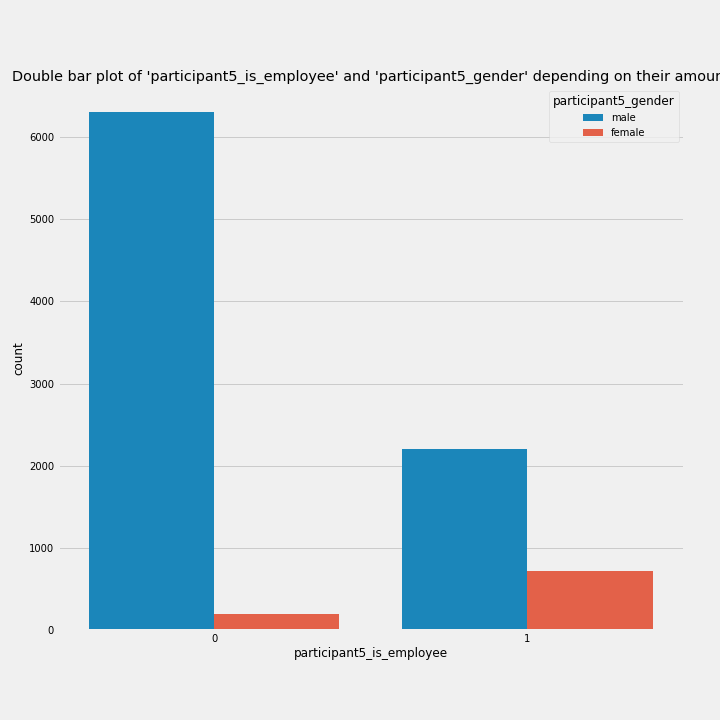 Double bar plot of 'participant5_is_employee' and 'participant5_gender' depending on their
participant5_gender
male
female
6000
5000
4000
3000
2000
1000
0
count
0 1
participant5_is_employee